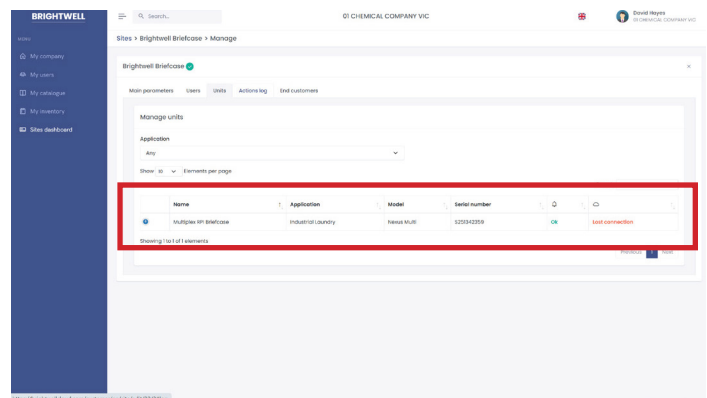 BRIGHTWELL
Search...
01 CHEMICAL COMPANY VIC
David Hayes
01 CHEMICAL COMPANY VIC
MENU
Sites > Brightwell Briefcase > Manage
My company
My users
My catalogue
My inventory
Sites dashboard
Brightwell Briefcase
×
Main parameters Users Units Actions log End customers
Manage units
Application
Any
Show 10 Elements per page
Name Application Model Serial number
Multiplex RPI Briefcase Industrial Laundry Nexus Multi OK Lost connection
Showing 1 to 1 of 1 elements
Previous 1 Next